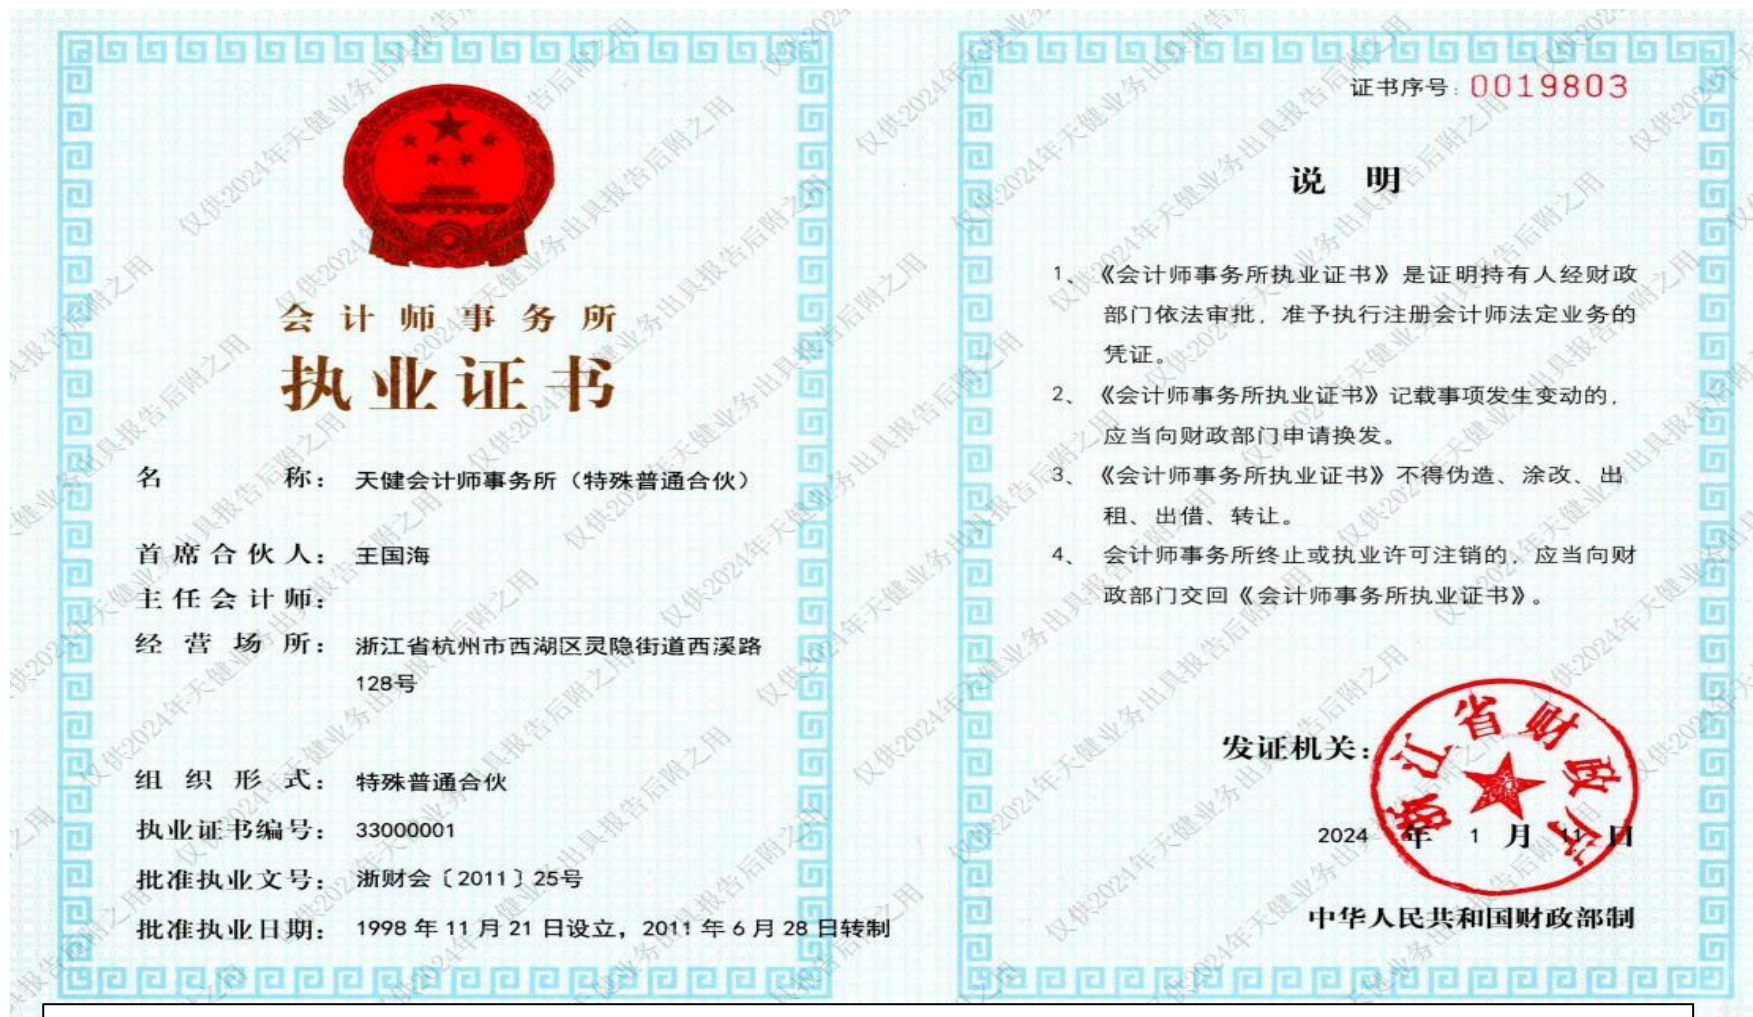 会计师事务所
执业证书
名 称： 天健会计师事务所（特殊普通合伙）
首席合伙人： 王国海
主任会计师：
经营场所： 浙江省杭州市西湖区灵隐街道西溪路
128号
组织形式： 特殊普通合伙
执业证书编号： 33000001
批准执业文号： 浙财会〔2011〕25号
批准执业日期： 1998年11月21日设立，2011年6月28日转制
证书序号：0019803
说 明
1、《会计师事务所执业证书》是证明持有人经财政
部门依法审批，准予执行注册会计师法定业务的
凭证。
2、《会计师事务所执业证书》记载事项发生变动的，
应当向财政部门申请换发。
3、《会计师事务所执业证书》不得伪造、涂改、出
租、出借、转让。
4、会计师事务所终止或执业许可注销的，应当向财
政部门交回《会计师事务所执业证书》。
发证机关：
浙江省财政厅
2024年1月11日
中华人民共和国财政部制
仅供2024年天健业务出具报告后附之用